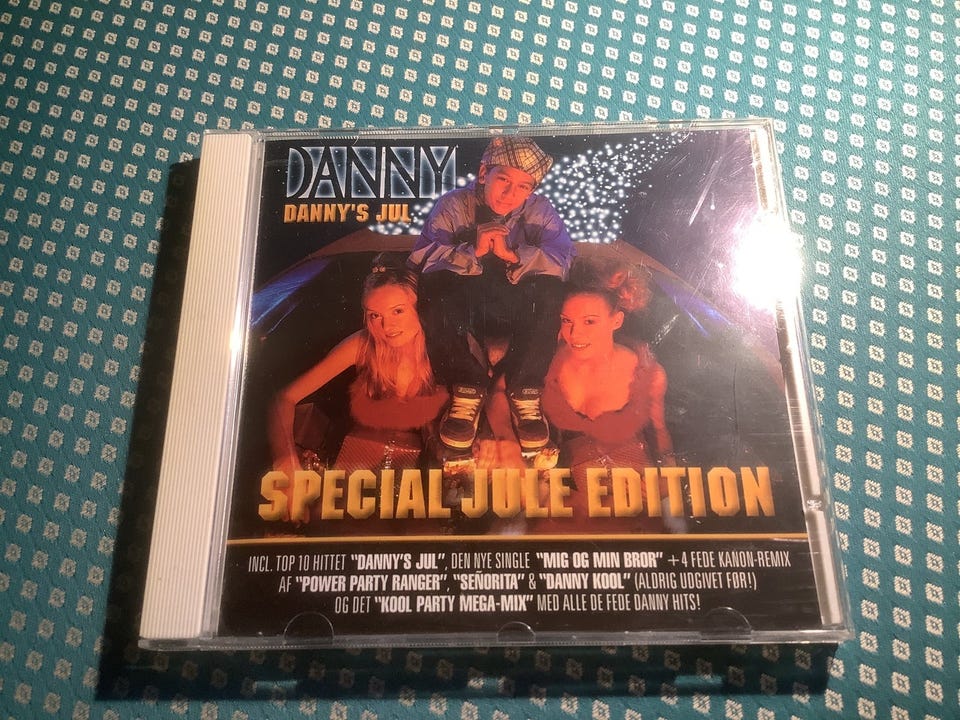 DANNY
DANNY'S JUL
SPECIAL JULE EDITION
INCL. TOP 10 HITTET "DANNY'S JUL", DEN NYE SINGLE "MIG OG MIN BROR" + 4 FEDE KANON-REMIX
AF "POWER PARTY RANGER", "SEÑORITA" & "DANNY KOOL" (ALDRIG UDGIVET FØR!)
OG DET "KOOL PARTY MEGA-MIX" MED ALLE DE FEDE DANNY HITS!